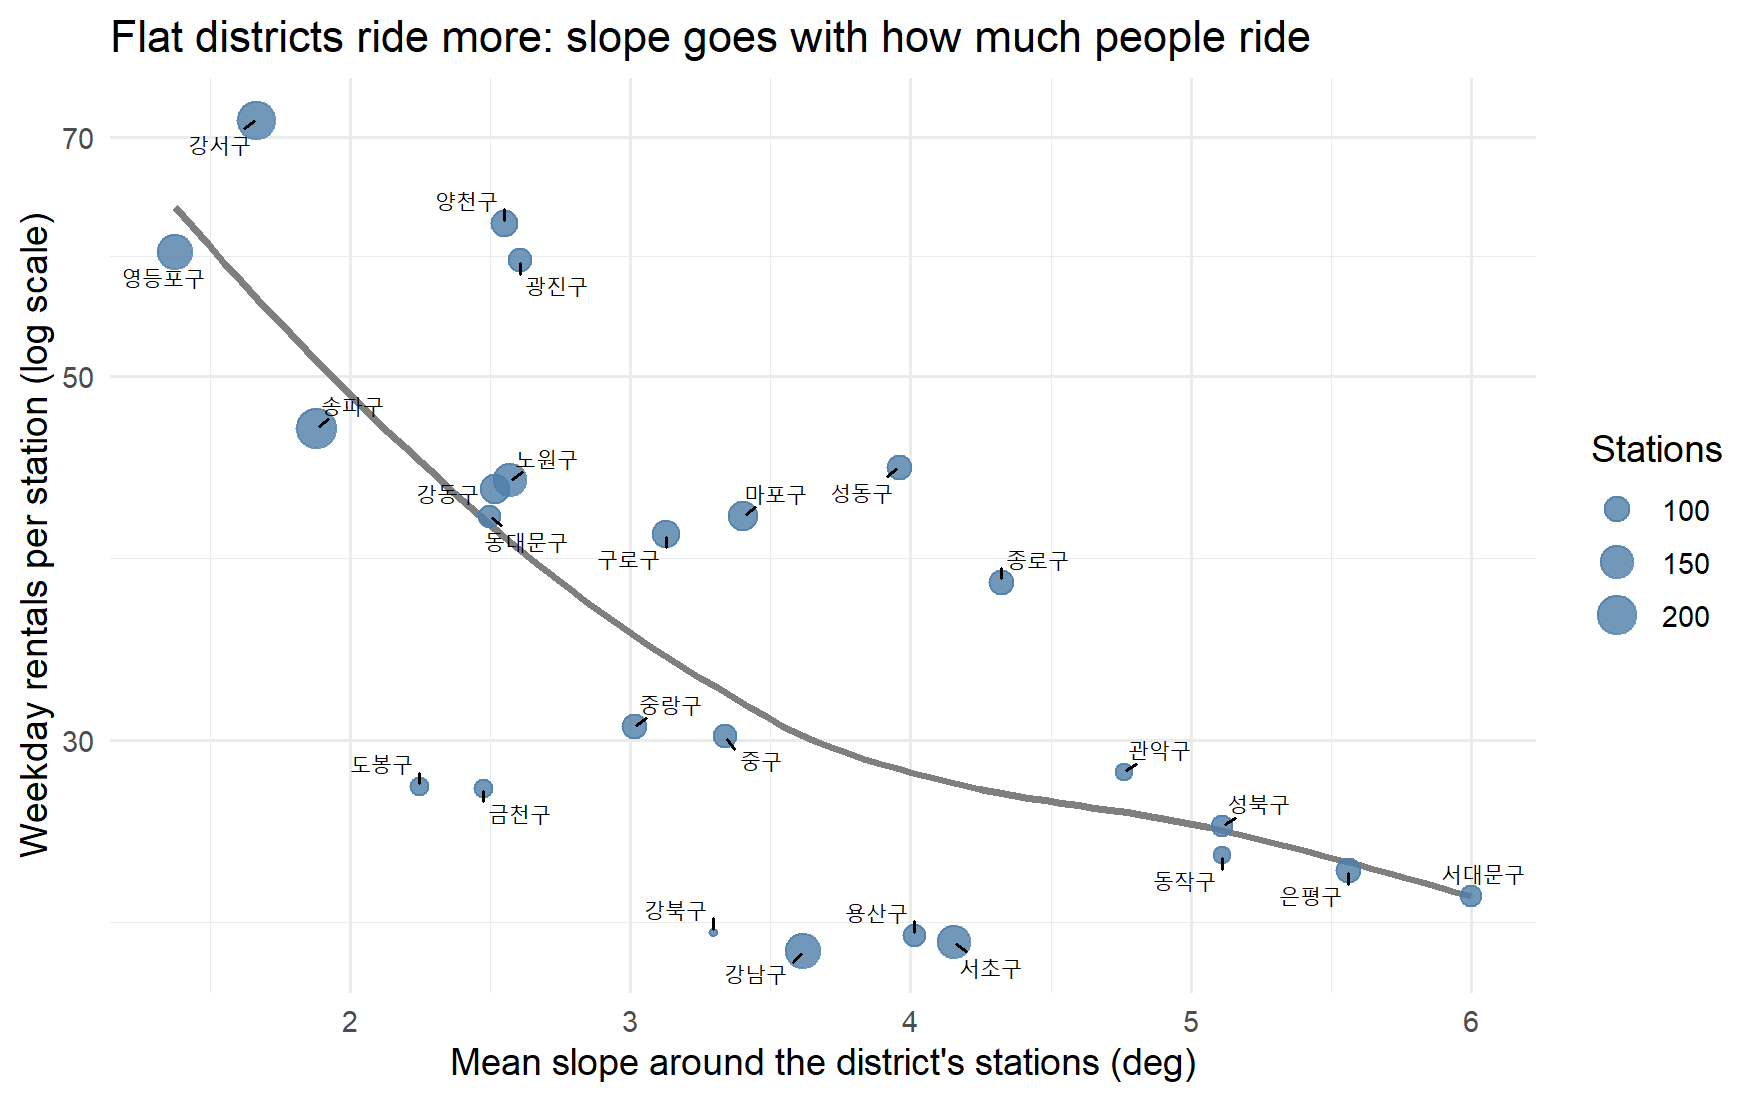 Flat districts ride more: slope goes with how much people ride
Weekday rentals per station (log scale)
70
50
30
강서구
양천구
영등포구
광진구
송파구
노원구
강동구
동대문구
마포구
성동구
구로구
종로구
중랑구
중구
도봉구
금천구
관악구
성북구
동작구
은평구
서대문구
강북구
강남구
용산구
서초구
2
3
4
5
6
Mean slope around the district's stations (deg)
Stations
100
150
200